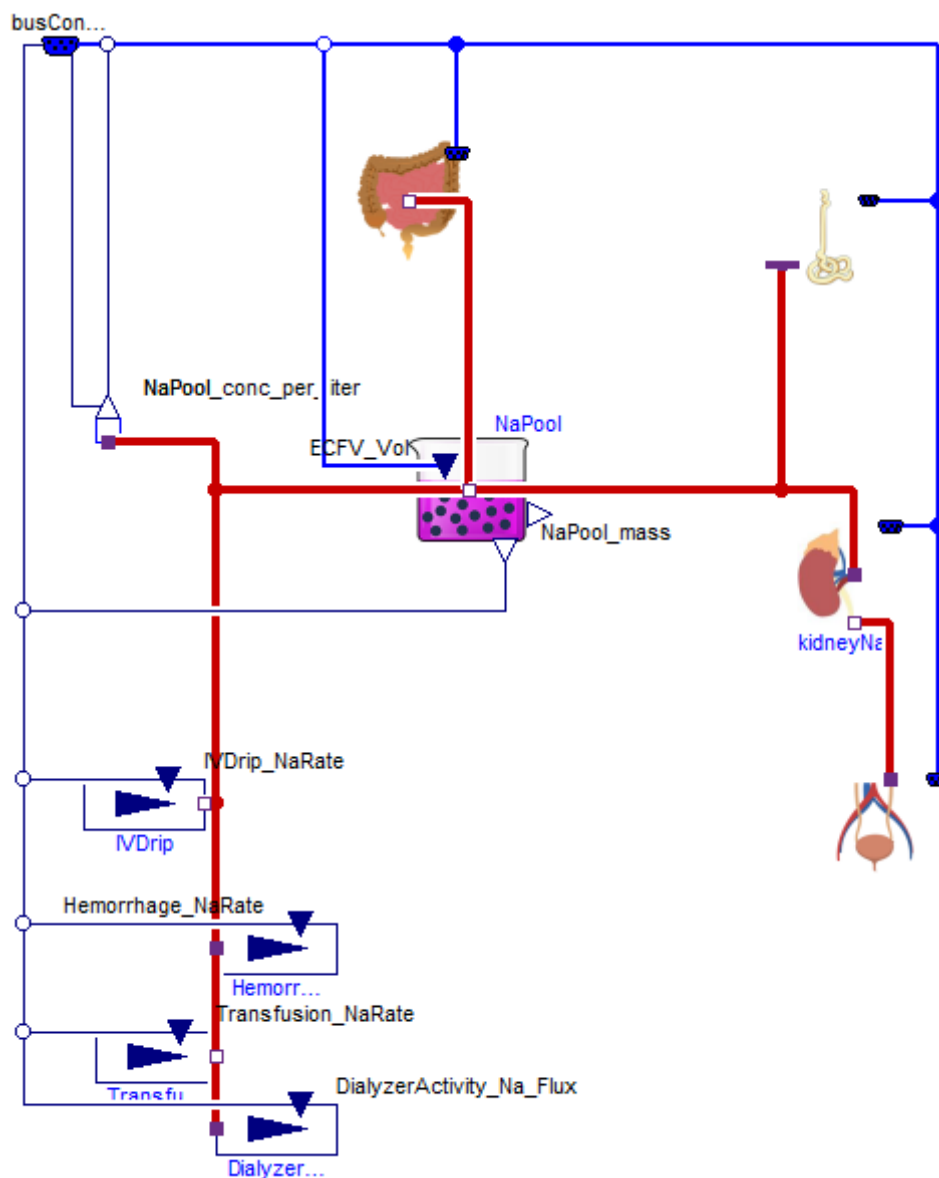 busCon...
NaPool_conc_per_liter
NaPool
ECFV_Vol
NaPool_mass
kidneyNa
IVDrip_NaRate
IVDrip
Hemorrhage_NaRate
Hemorr...
Transfusion_NaRate
Transfu
DialyzerActivity_Na_Flux
Dialyzer...